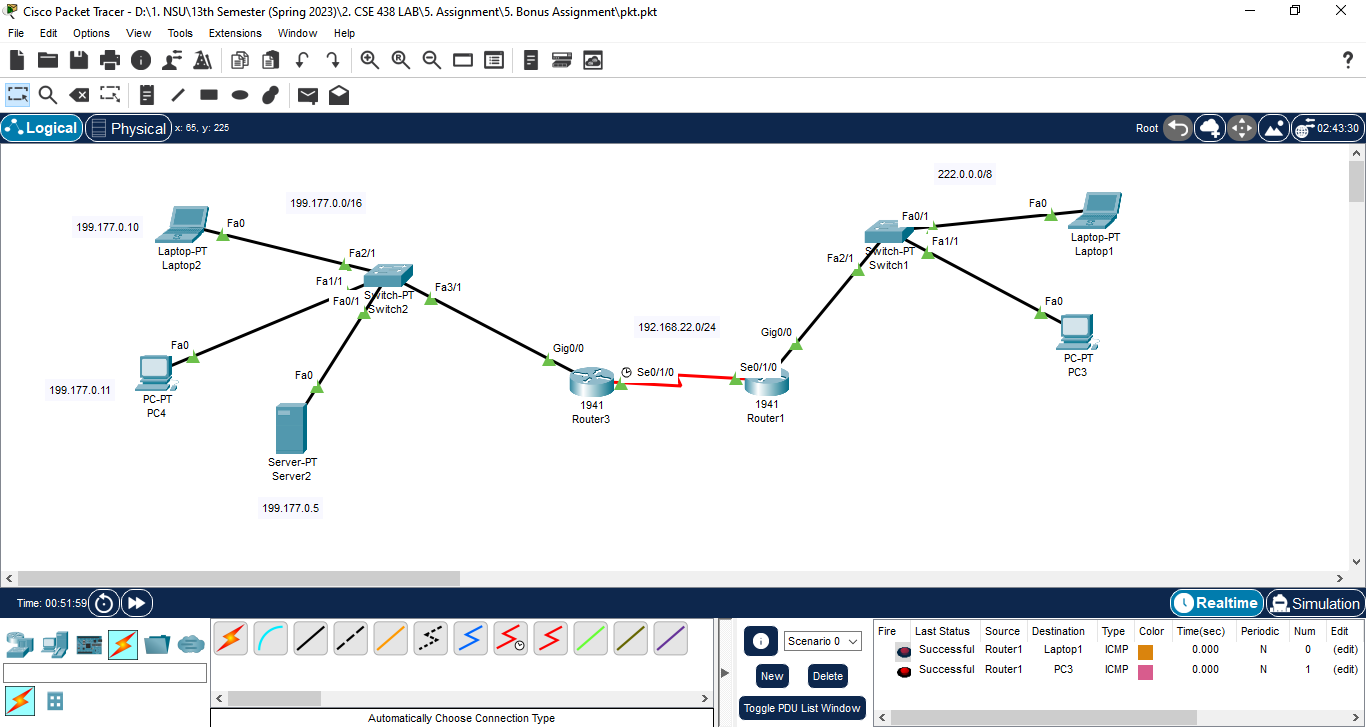 Cisco Packet Tracer - D:\1. NSU\13th Semester (Spring 2023)\2. CSE 438 LAB\5. Assignment\5. Bonus Assignment\pkt.pkt
File Edit Options View Tools Extensions Window Help
Logical Physical x: 65, y: 225 Root 02:43:30
222.0.0.0/8
199.177.0.0/16
Fa0
Fa0/1
199.177.0.10
Fa0
Laptop-PT
Laptop1
Fa1/1
Laptop-PT
Laptop2
Fa2/1
Switch-PT
Switch1
Fa2/1
Fa1/1
Fa3/1
Switch-PT
Switch2
Fa0/1
Fa0
192.168.22.0/24
Gig0/0
Fa0
Gig0/0
PC-PT
PC3
Fa0
Se0/1/0
Se0/1/0
199.177.0.11
PC-PT
PC4
1941
Router3
1941
Router1
Server-PT
Server2
199.177.0.5
Time: 00:51:59 Realtime Simulation
Scenario 0
New Delete
Toggle PDU List Window
Automatically Choose Connection Type
Fire Last Status Source Destination Type Color Time(sec) Periodic Num Edit
Successful Router1 Laptop1 ICMP 0.000 N 0 (edit)
Successful Router1 PC3 ICMP 0.000 N 1 (edit)